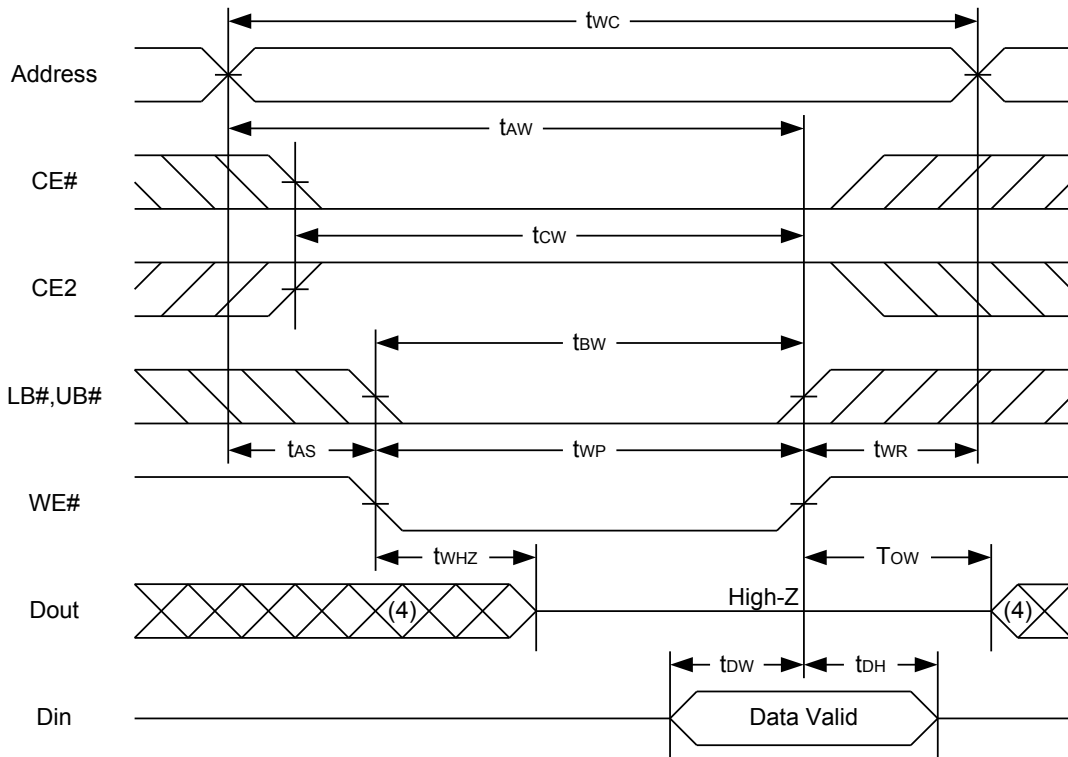 tWC
Address
tAW
CE#
tCW
CE2
tBW
LB#,UB#
tAS
tWP
tWR
WE#
tWHZ
TOW
Dout
(4)
High-Z
(4)
tDW
tDH
Din
Data Valid